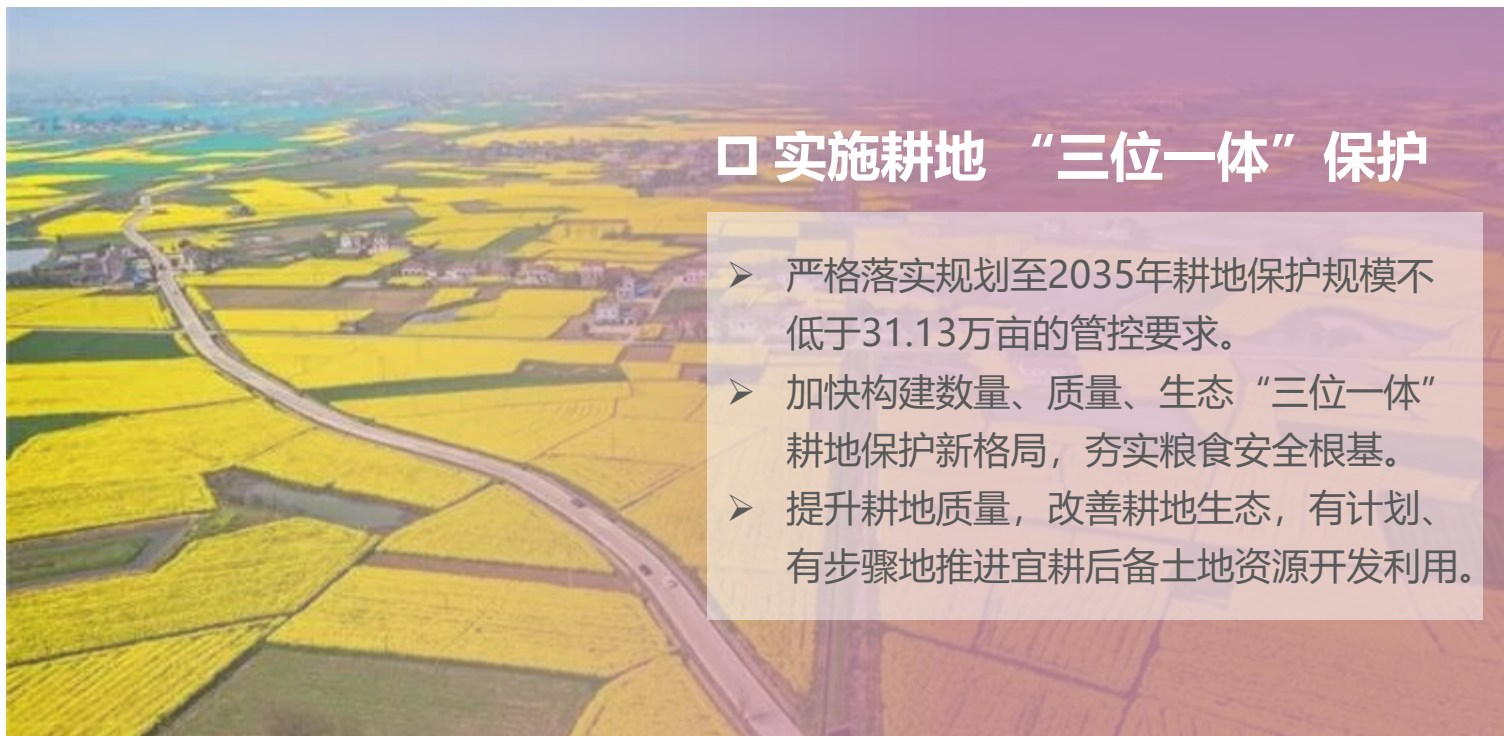 实施耕地 “三位一体”保护
➢ 严格落实规划至2035年耕地保护规模不
低于31.13万亩的管控要求。
➢ 加快构建数量、质量、生态“三位一体”
耕地保护新格局，夯实粮食安全根基。
➢ 提升耕地质量，改善耕地生态，有计划、
有步骤地推进宜耕后备土地资源开发利用。